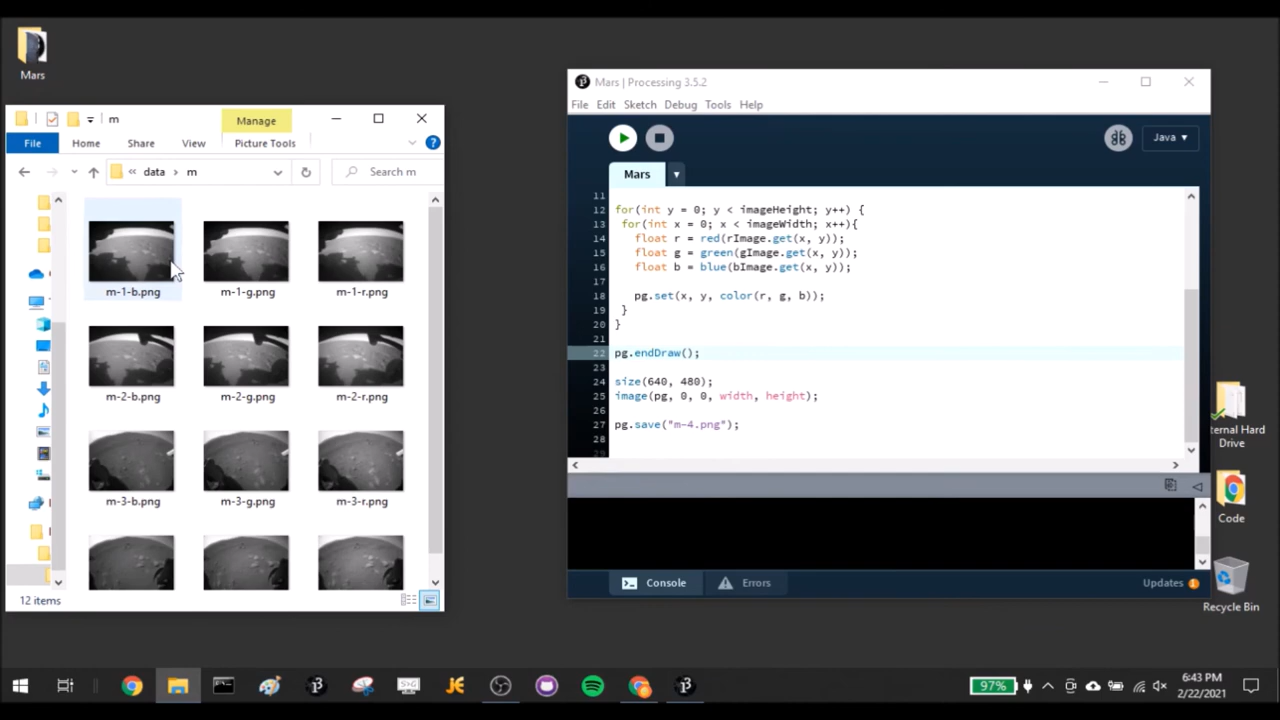 Mars
m
Manage
File
Home
Share
View
Picture Tools
data
m
Search m
m-1-b.png
m-1-g.png
m-1-r.png
m-2-b.png
m-2-g.png
m-2-r.png
m-3-b.png
m-3-g.png
m-3-r.png
12 items
Mars | Processing 3.5.2
File Edit Sketch Debug Tools Help
Java
Mars
11
12 for(int y = 0; y < imageHeight; y++) {
13 for(int x = 0; x < imageWidth; x++){
14 float r = red(rImage.get(x, y));
15 float g = green(gImage.get(x, y));
16 float b = blue(bImage.get(x, y));
17
18 pg.set(x, y, color(r, g, b));
19 }
20 }
21
22 pg.endDraw();
23
24 size(640, 480);
25 image(pg, 0, 0, width, height);
26
27 pg.save("m-4.png");
28
Console
Errors
Updates 1
ternal Hard
Drive
Code
Recycle Bin
97%
6:43 PM
2/22/2021